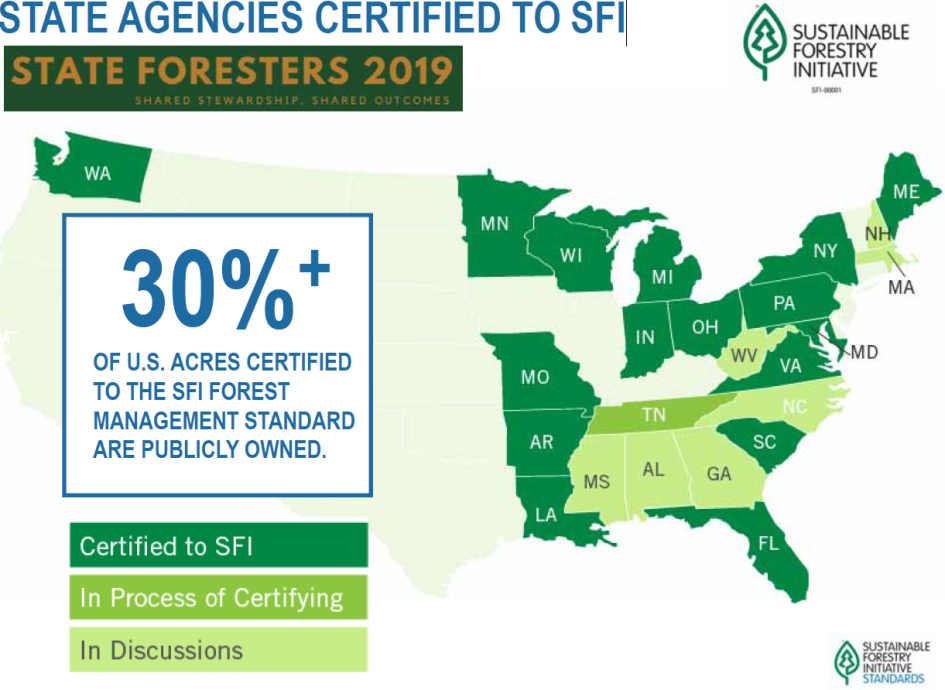 STATE AGENCIES CERTIFIED TO SFI
STATE FORESTERS 2019
SHARED STEWARDSHIP, SHARED OUTCOMES
SUSTAINABLE
FORESTRY
INITIATIVE
SFI-00001
WA
MN
WI
MI
ME
NH
NY
MA
PA
IN
OH
WV
VA
MD
MO
TN
NC
AR
MS
AL
GA
SC
LA
FL
30%+
OF U.S. ACRES CERTIFIED
TO THE SFI FOREST
MANAGEMENT STANDARD
ARE PUBLICLY OWNED.
Certified to SFI
In Process of Certifying
In Discussions
SUSTAINABLE
FORESTRY
INITIATIVE
STANDARDS